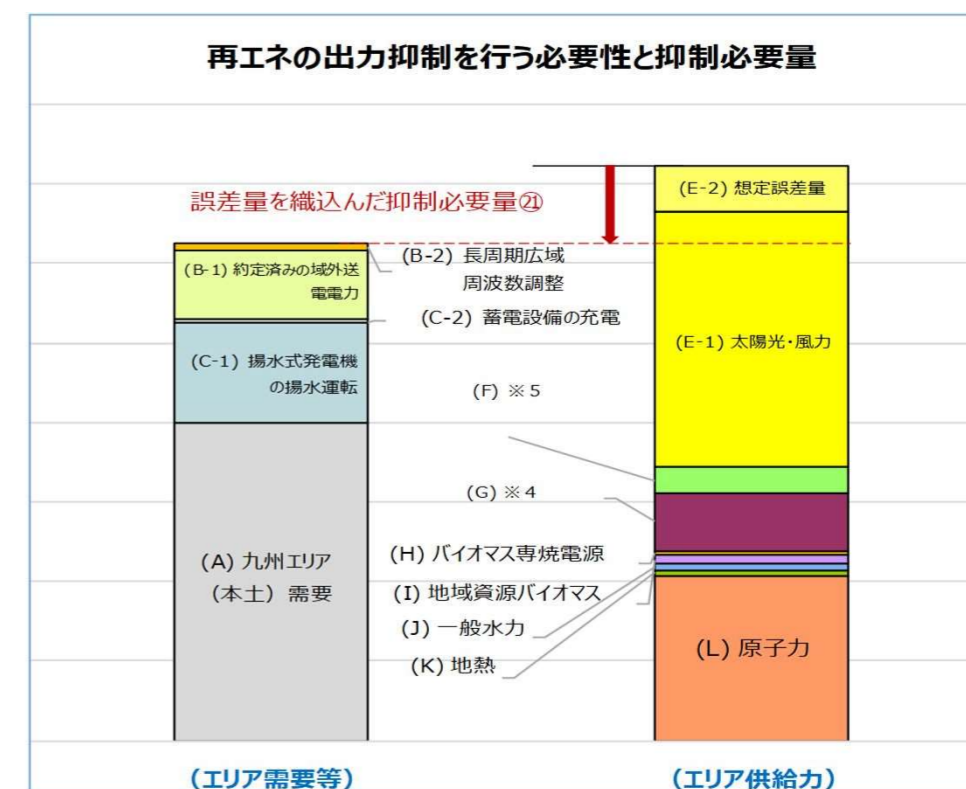 再エネの出力抑制を行う必要性と抑制必要量
誤差量を織込んだ抑制必要量㉑
(B-1) 約定済みの域外送
電電力
(C-1) 揚水式発電機
の揚水運転
(A) 九州エリア
（本土）需要
(B-2) 長周期広域
周波数調整
(C-2) 蓄電設備の充電
(F) ※5
(G) ※4
(H) バイオマス専焼電源
(I) 地域資源バイオマス
(J) 一般水力
(K) 地熱
(E-2) 想定誤差量
(E-1) 太陽光・風力
(L) 原子力
（エリア需要等）
（エリア供給力）